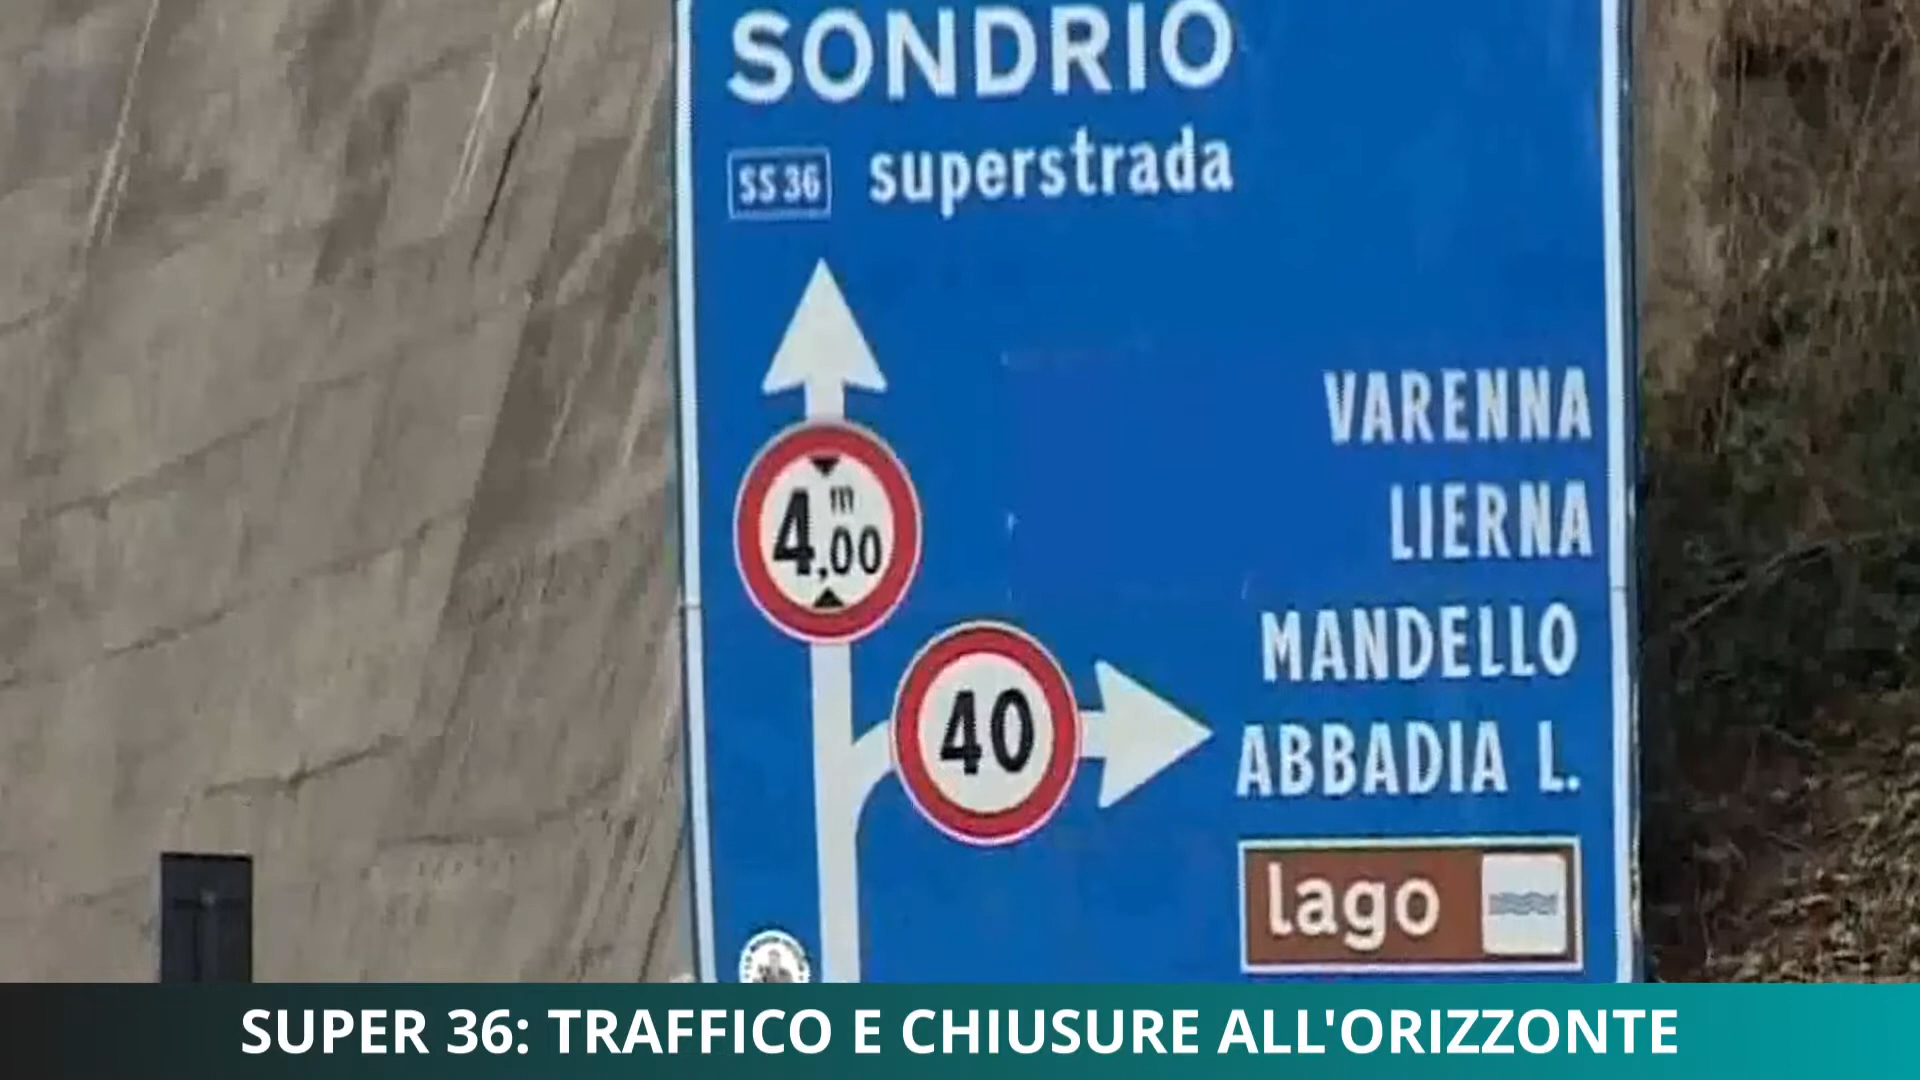 SONDRIO
SS 36 superstrada
VARENNA
LIERNA
4,00 m
MANDELLO
40
ABBADIA L.
lago
SUPER 36: TRAFFICO E CHIUSURE ALL'ORIZZONTE